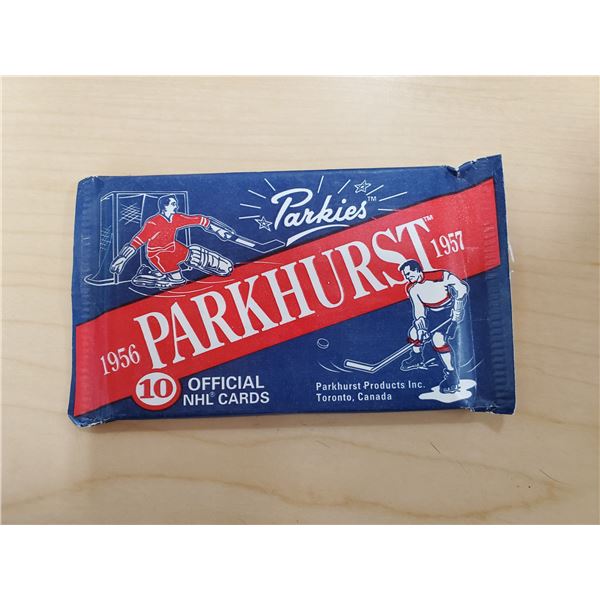 Parkies™
1956 PARKHURST™ 1957
10 OFFICIAL
NHL® CARDS
Parkhurst Products Inc.
Toronto, Canada